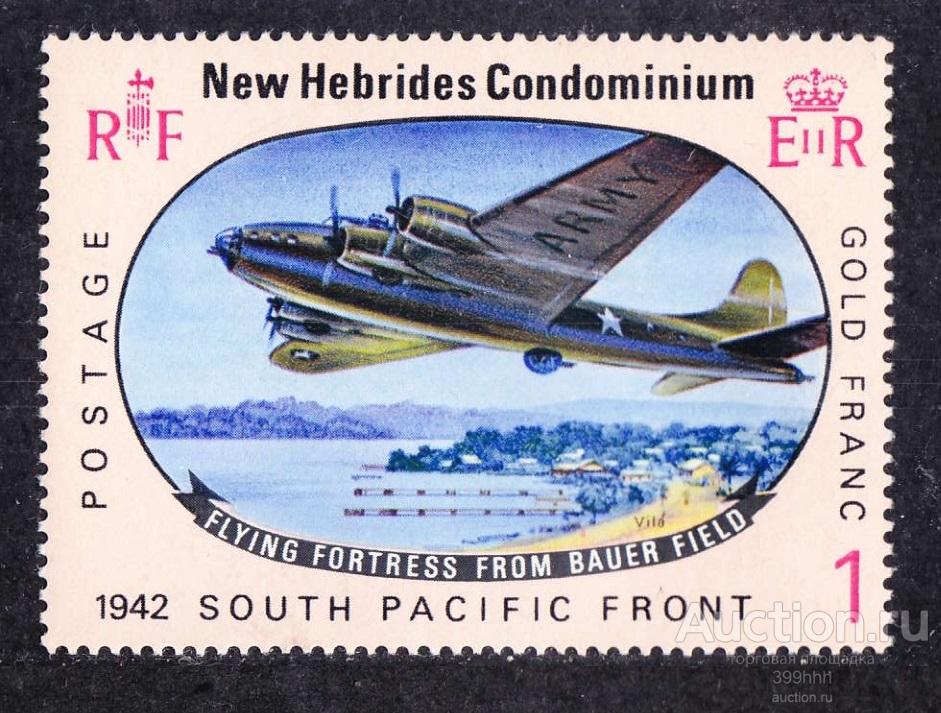 New Hebrides Condominium
RF
EIIR
POSTAGE
GOLD FRANC
ARMY
Vila
FLYING FORTRESS FROM BAUER FIELD
1
1942 SOUTH PACIFIC FRONT
Auction.ru
торговая площадка
399hhh
auction.ru